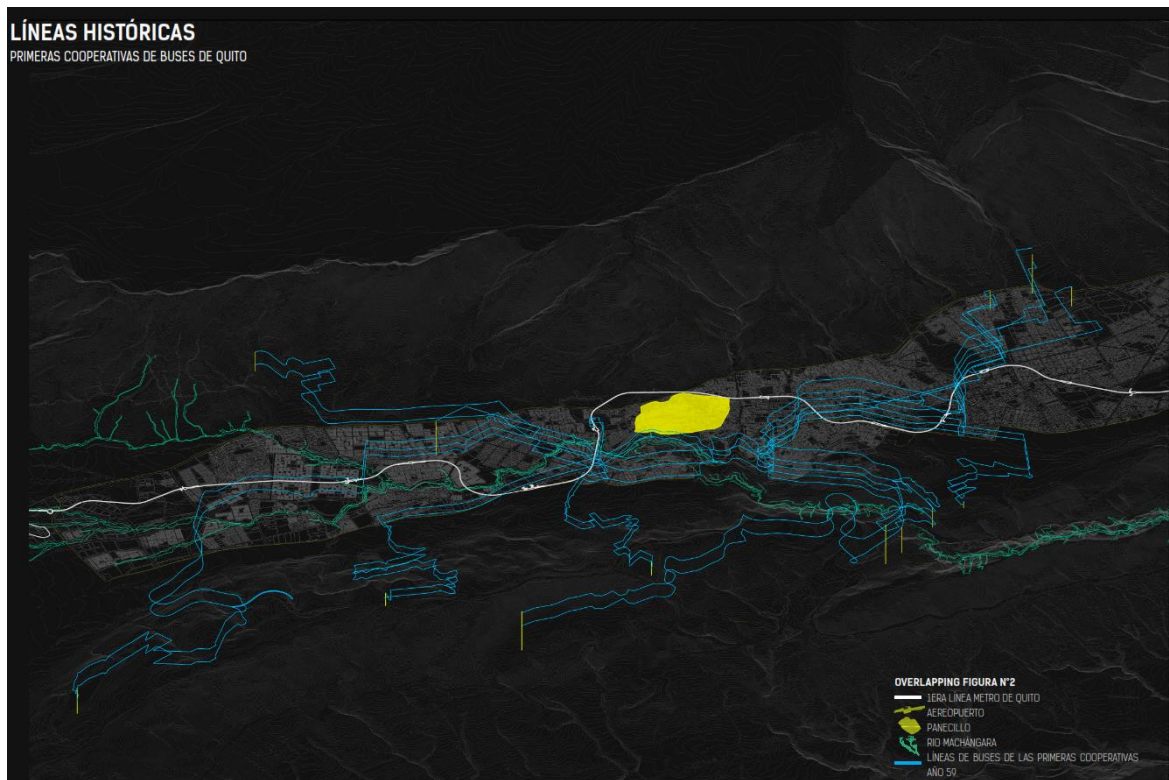 LÍNEAS HISTÓRICAS
PRIMERAS COOPERATIVAS DE BUSES DE QUITO
OVERLAPPING FIGURA N°2
1ERA LÍNEA METRO DE QUITO
AEREOPUERTO
PANECILLO
RIO MACHÁNGARA
LÍNEAS DE BUSES DE LAS PRIMERAS COOPERATIVAS
AÑO 59